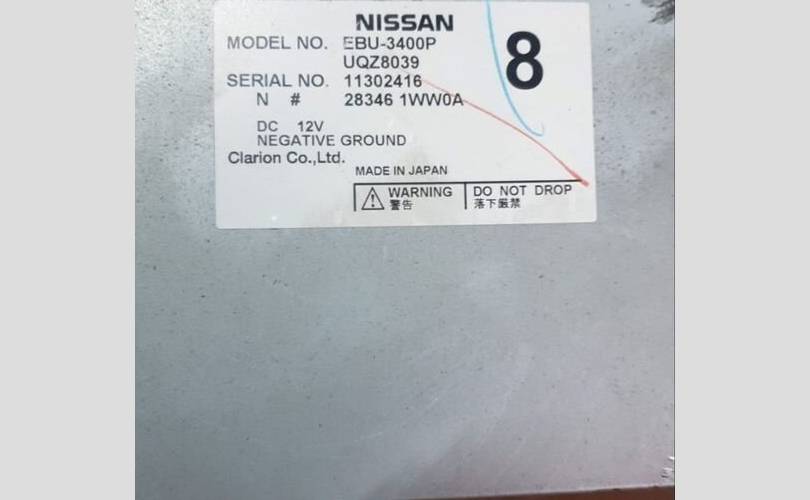 NISSAN
MODEL NO. EBU-3400P
8
UQZ8039
SERIAL NO. 11302416
N # 28346 1WW0A
DC 12V
NEGATIVE GROUND
Clarion Co.,Ltd.
MADE IN JAPAN
WARNING DO NOT DROP
警告 落下厳禁